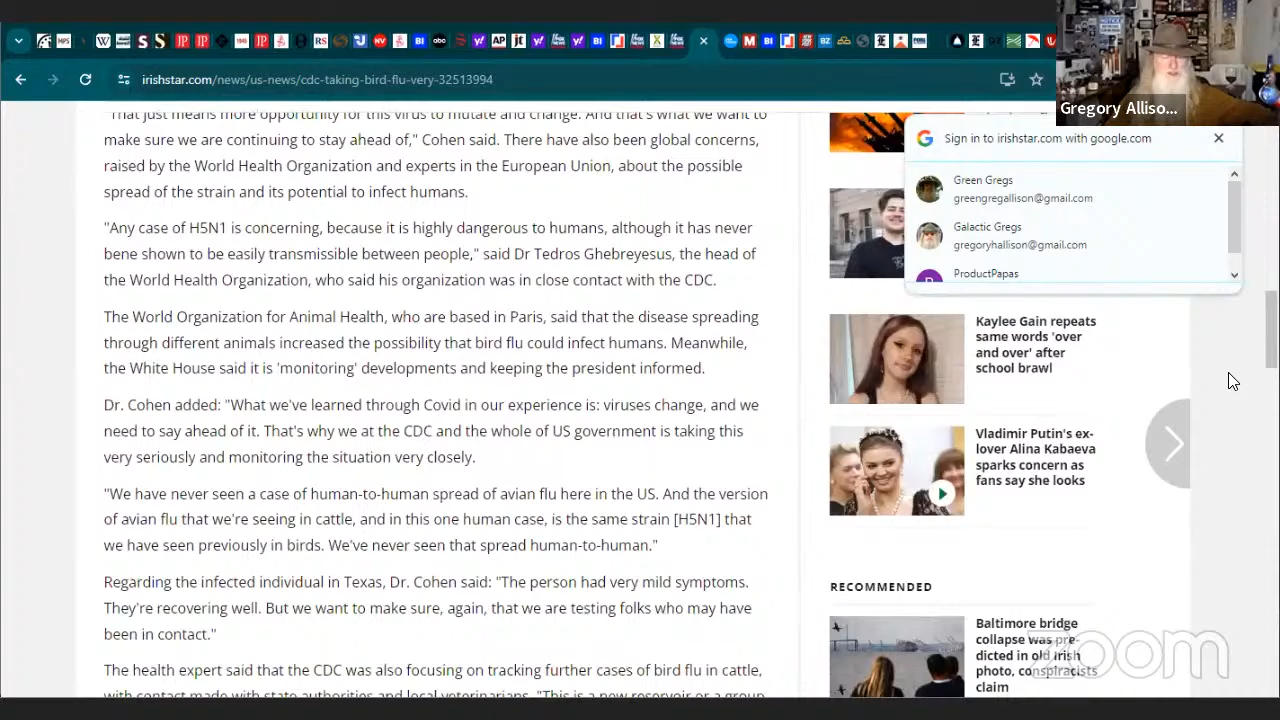 irishstar.com/news/us-news/cdc-taking-bird-flu-very-32513994
Gregory Alliso...
"That just means more opportunity for this virus to mutate and change. And that's what we want to
make sure we are continuing to stay ahead of," Cohen said. There have also been global concerns,
raised by the World Health Organization and experts in the European Union, about the possible
spread of the strain and its potential to infect humans.
"Any case of H5N1 is concerning, because it is highly dangerous to humans, although it has never
bene shown to be easily transmissible between people," said Dr Tedros Ghebreyesus, the head of
the World Health Organization, who said his organization was in close contact with the CDC.
The World Organization for Animal Health, who are based in Paris, said that the disease spreading
through different animals increased the possibility that bird flu could infect humans. Meanwhile,
the White House said it is 'monitoring' developments and keeping the president informed.
Dr. Cohen added: "What we've learned through Covid in our experience is: viruses change, and we
need to say ahead of it. That's why we at the CDC and the whole of US government is taking this
very seriously and monitoring the situation very closely.
"We have never seen a case of human-to-human spread of avian flu here in the US. And the version
of avian flu that we're seeing in cattle, and in this one human case, is the same strain [H5N1] that
we have seen previously in birds. We've never seen that spread human-to-human."
Regarding the infected individual in Texas, Dr. Cohen said: "The person had very mild symptoms.
They're recovering well. But we want to make sure, again, that we are testing folks who may have
been in contact."
The health expert said that the CDC was also focusing on tracking further cases of bird flu in cattle,
with contact made with state authorities and local veterinarians. "This is a new reservoir or a group
Sign in to irishstar.com with google.com
Green Gregs
greengregallison@gmail.com
Galactic Gregs
gregoryhallison@gmail.com
ProductPapas
Kaylee Gain repeats
same words 'over
and over' after
school brawl
Vladimir Putin's ex-
lover Alina Kabaeva
sparks concern as
fans say she looks
RECOMMENDED
Baltimore bridge
collapse was pre-
dicted in old Irish
photo, conspiracists
claim
zoom